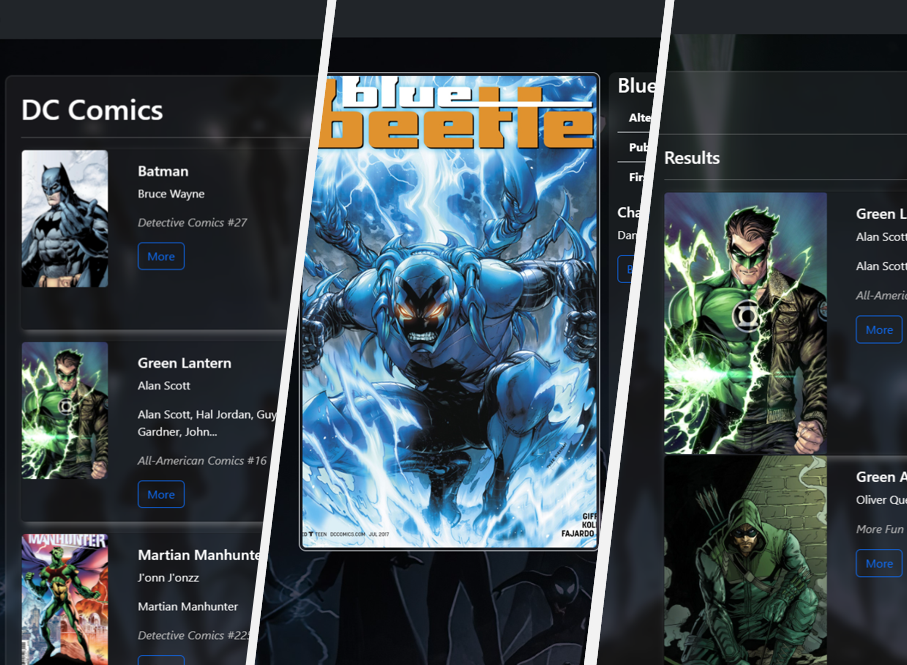 DC Comics
Batman
Bruce Wayne
Detective Comics #27
More
Green Lantern
Alan Scott
Alan Scott, Hal Jordan, Guy
Gardner, John...
All-American Comics #16
More
MANHUNTER
Martian Manhunte
J'onn J'onzz
Martian Manhunter
Detective Comics #225
blue
beetle
TEEN DCCOMICS.COM JUL 2017
GIFF
KOL
FAJARDO
Blue
Alte
Pub
Fir
Cha
Dan
Results
Green L
Alan Scott
Alan Scott
All-Americ
More
Green A
Oliver Que
More Fun
More